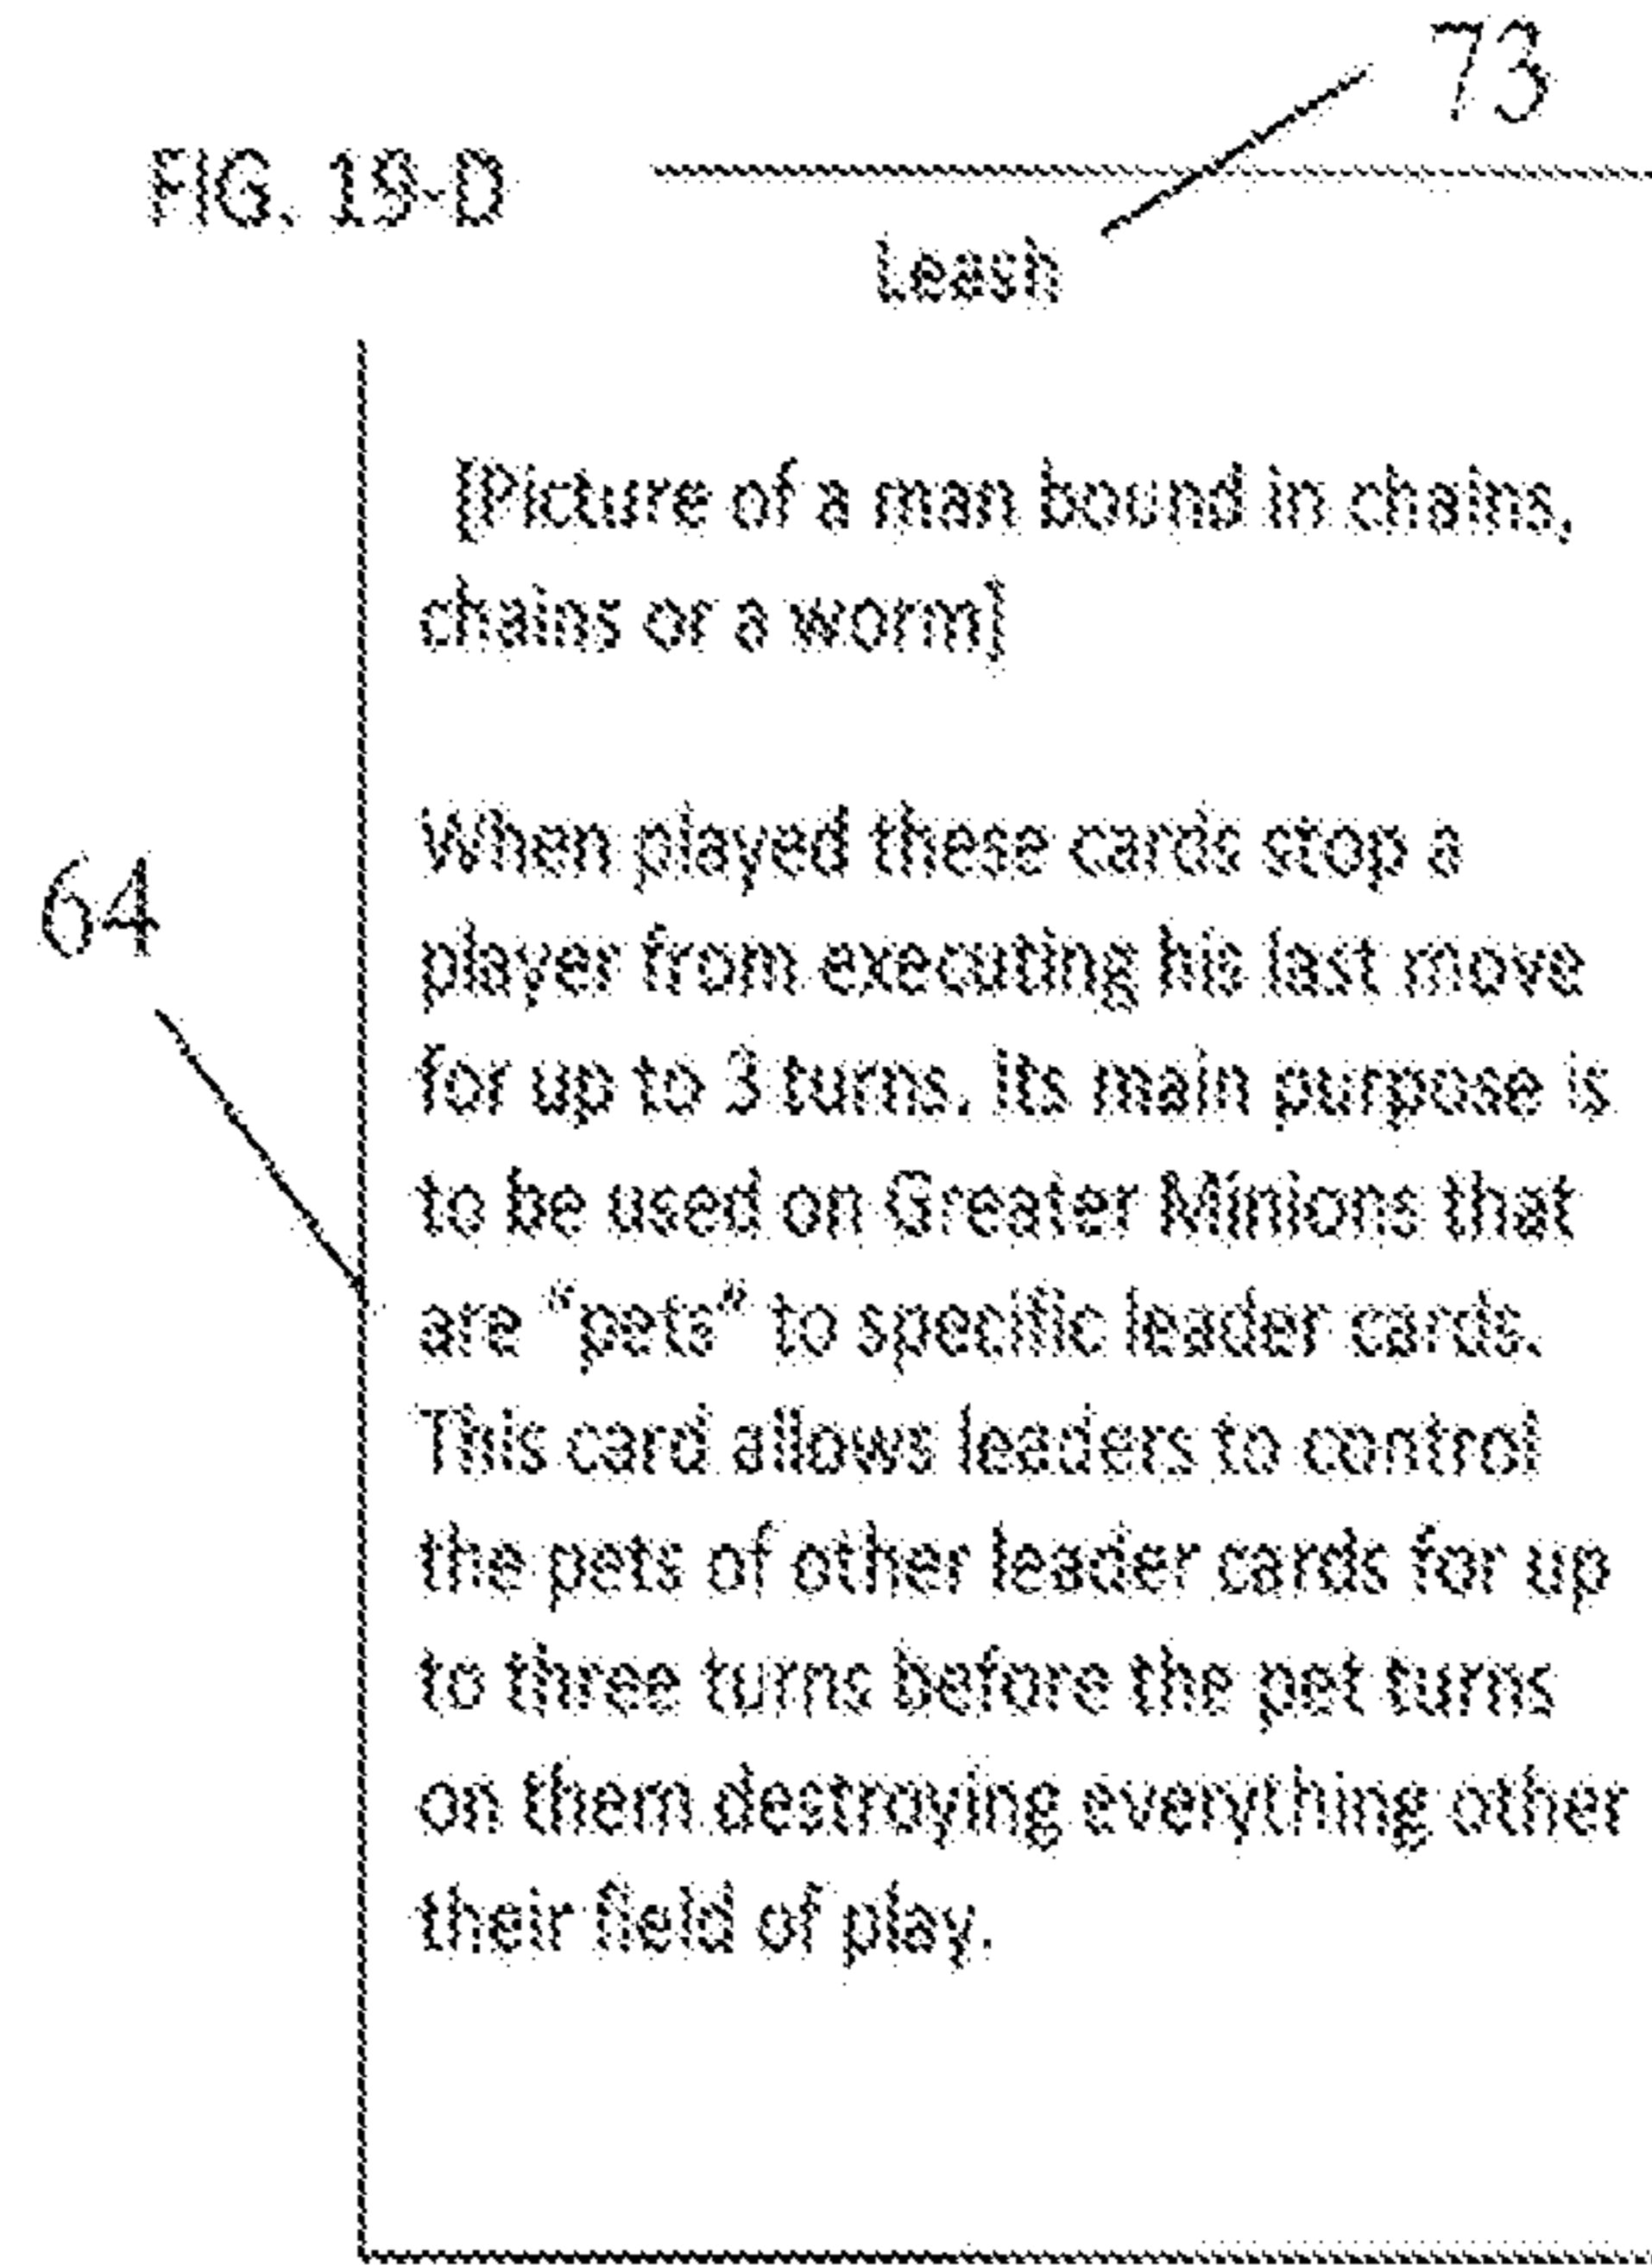 73
FIG. 19-D
Leash
[Picture of a man bound in chains,
chains or a worm]
When played these cards stop a
player from executing his last move
for up to 3 turns. Its main purpose is
to be used on Greater Minions that
are "pets" to specific leader cards.
This card allows leaders to control
the pets of other leader cards for up
to three turns before the pet turns
on them destroying everything other
their field of play.
64